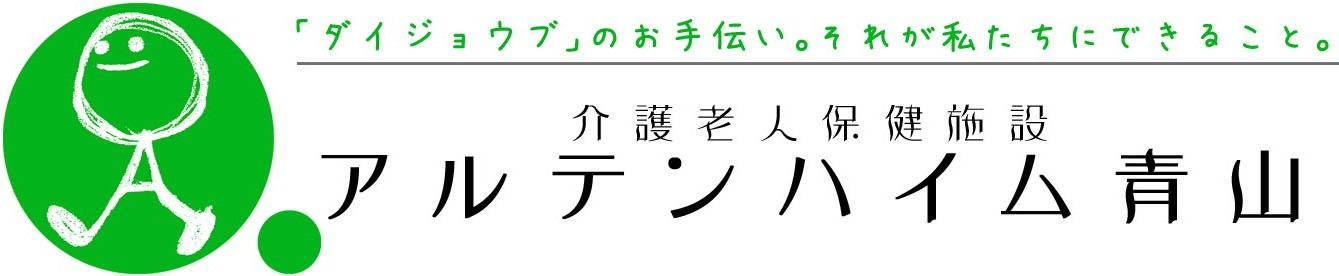 「ダイジョウブ」のお手伝い。それが私たちにできること。
介護老人保健施設
アルテンハイム青山